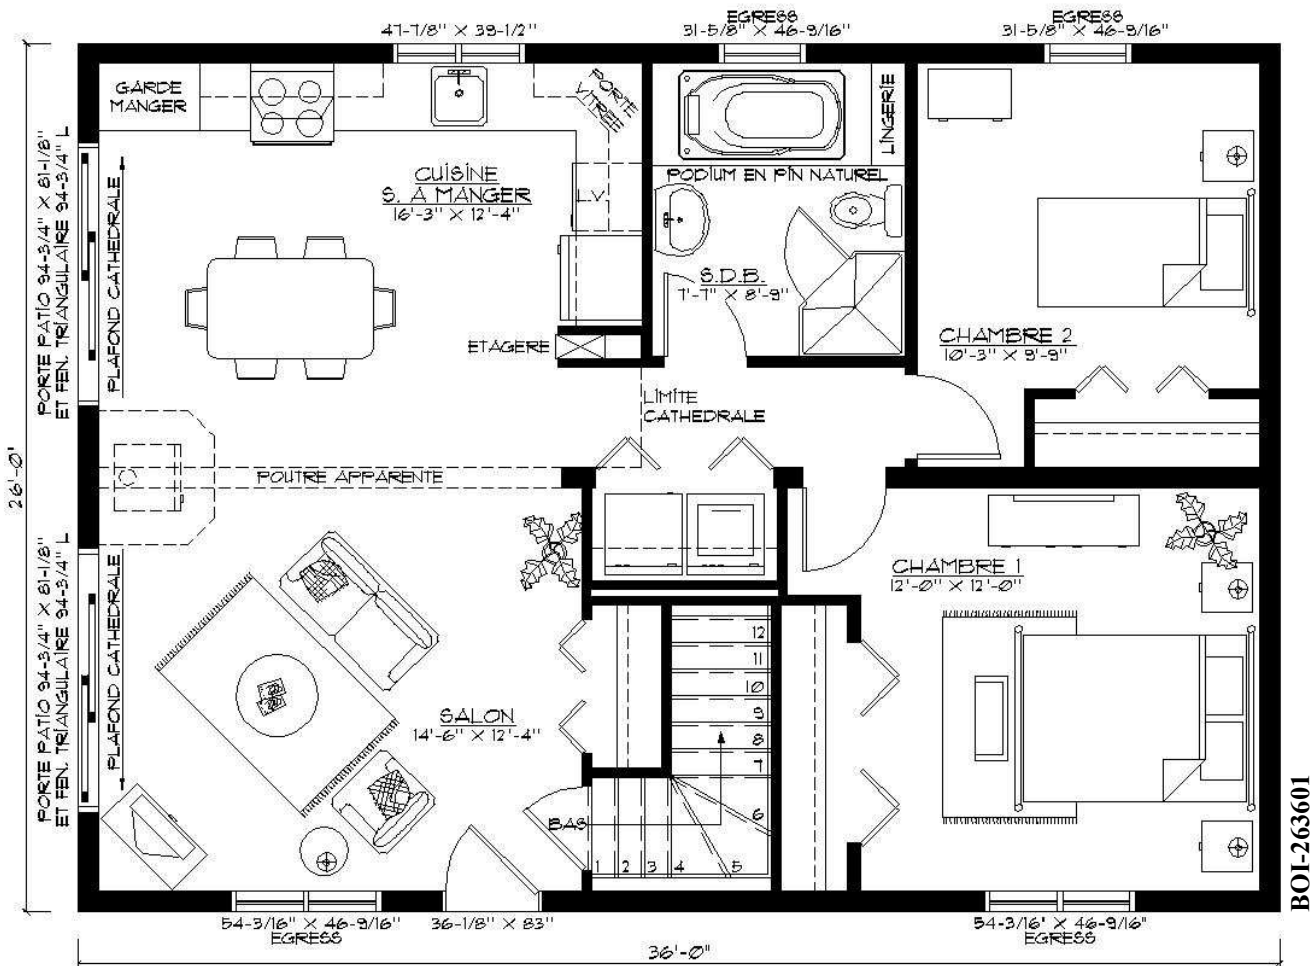 EGRESS
EGRESS
47-7/8" X 39-1/2"
31-5/8" X 46-9/16"
31-5/8" X 46-9/16"
GARDE
MANGER
PORTE
VITREE
LINGERIE
CUISINE
S. A MANGER
16'-3" X 12'-4"
L.V.
PODIUM EN PIN NATUREL
PORTE PATIO 94-3/4" X 81-1/8"
ET FEN. TRIANGULAIRE 94-3/4" L
PLAFOND CATHEDRALE
S.D.B.
7'-7" X 8'-9"
CHAMBRE 2
10'-3" X 9'-9"
ETAGERE
LIMITE
CATHEDRALE
26'-0"
POUTRE APPARENTE
CHAMBRE 1
12'-0" X 12'-0"
PORTE PATIO 94-3/4" X 81-1/8"
ET FEN. TRIANGULAIRE 94-3/4" L
PLAFOND CATHEDRALE
SALON
14'-6" X 12'-4"
12
11
10
9
8
7
6
BAS
1 2 3 4 5
BOI-263601
54-3/16" X 46-9/16"
EGRESS
36-1/8" X 83"
54-3/16" X 46-9/16"
EGRESS
36'-0"